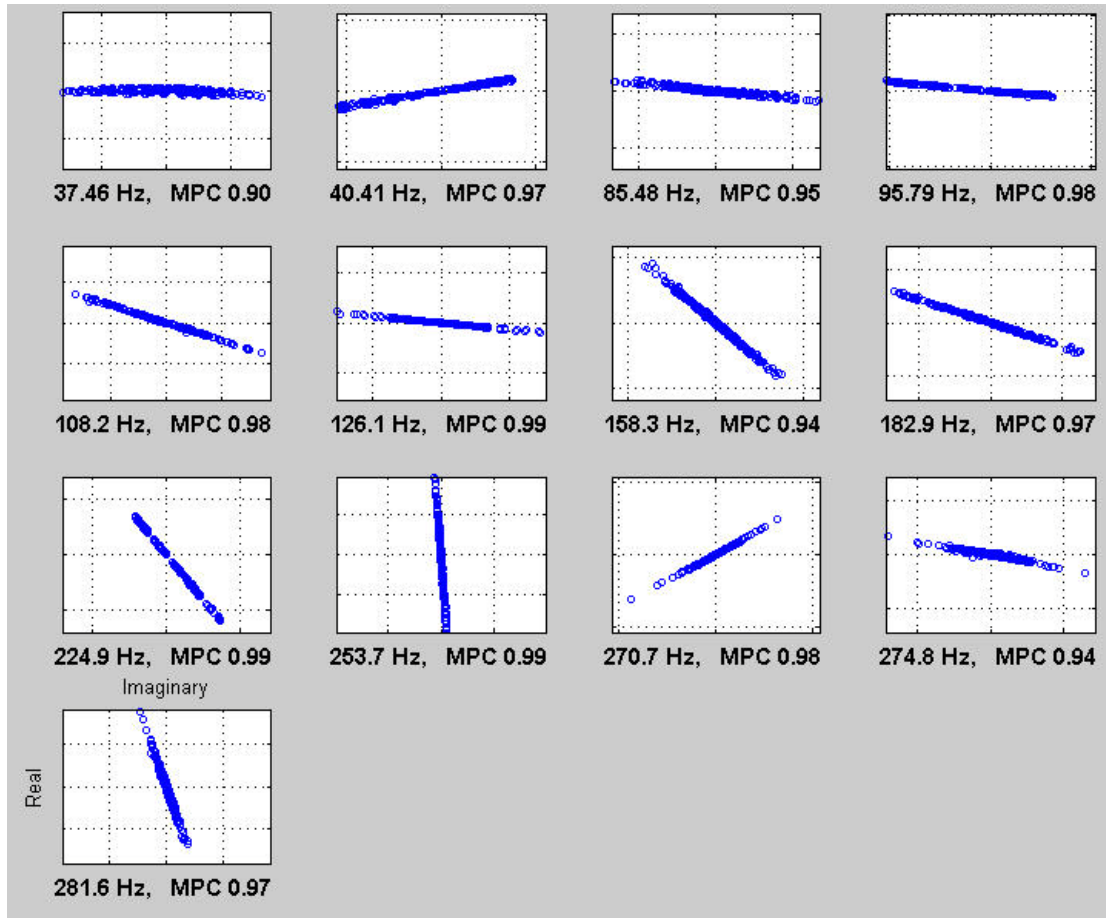 37.46 Hz,   MPC 0.90
40.41 Hz,   MPC 0.97
85.48 Hz,   MPC 0.95
95.79 Hz,   MPC 0.98
108.2 Hz,   MPC 0.98
126.1 Hz,   MPC 0.99
158.3 Hz,   MPC 0.94
182.9 Hz,   MPC 0.97
224.9 Hz,   MPC 0.99
253.7 Hz,   MPC 0.99
270.7 Hz,   MPC 0.98
274.8 Hz,   MPC 0.94
Imaginary
Real
281.6 Hz,   MPC 0.97